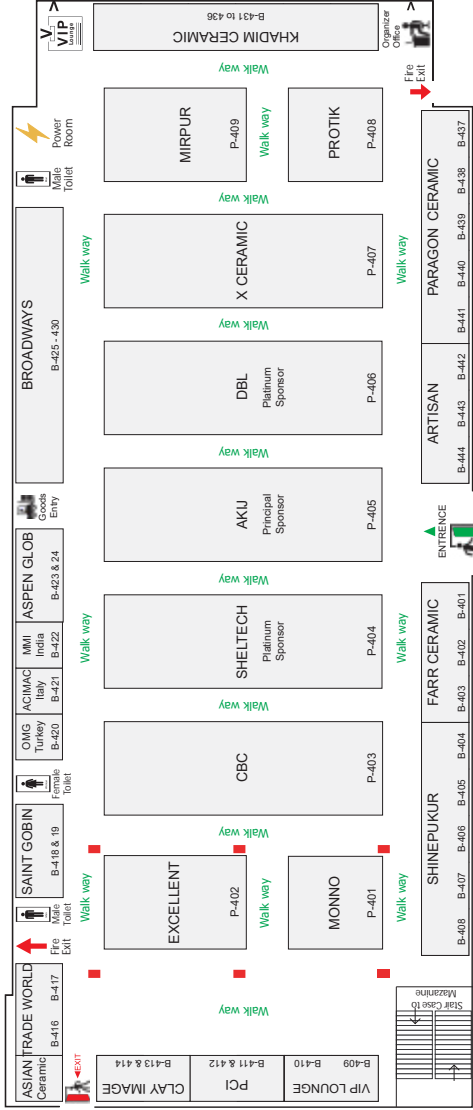 VIP
Lounge
KHADIM CERAMIC
B-431 to 436
Organizer
Office
Walk way
Power
Room
Male
Toilet
MIRPUR
P-409
Walk way
PROTIK
P-408
Fire
Exit
Walk way
BROADWAYS
B-425 - 430
Walk way
X CERAMIC
P-407
Walk way
PARAGON CERAMIC
B-437
B-438
B-439
B-440
B-441
Walk way
DBL
Platinum
Sponsor
P-406
ARTISAN
B-442
B-443
B-444
Walk way
Goods
Entry
AKIJ
Principal
Sponsor
P-405
ENTRENCE
Walk way
ASPEN GLOB
B-423 & 24
MMI
India
B-422
ACIMAC
Italy
B-421
OMG
Turkey
B-420
Walk way
SHELTECH
Platinum
Sponsor
P-404
Walk way
FARR CERAMIC
B-401
B-402
B-403
Walk way
Female
Toilet
CBC
P-403
SHINEPUKUR
B-404
B-405
B-406
B-407
B-408
Walk way
SAINT GOBIN
B-418 & 19
Male
Toilet
Fire
Exit
Walk way
EXCELLENT
P-402
Walk way
MONNO
P-401
Walk way
ASIAN TRADE WORLD
Ceramic
B-416
B-417
Walk way
Stair Case to
Mazanine
EXIT
CLAY IMAGE
B-413 & 414
PCI
B-411 & 412
VIP LOUNGE
B-410
B-409